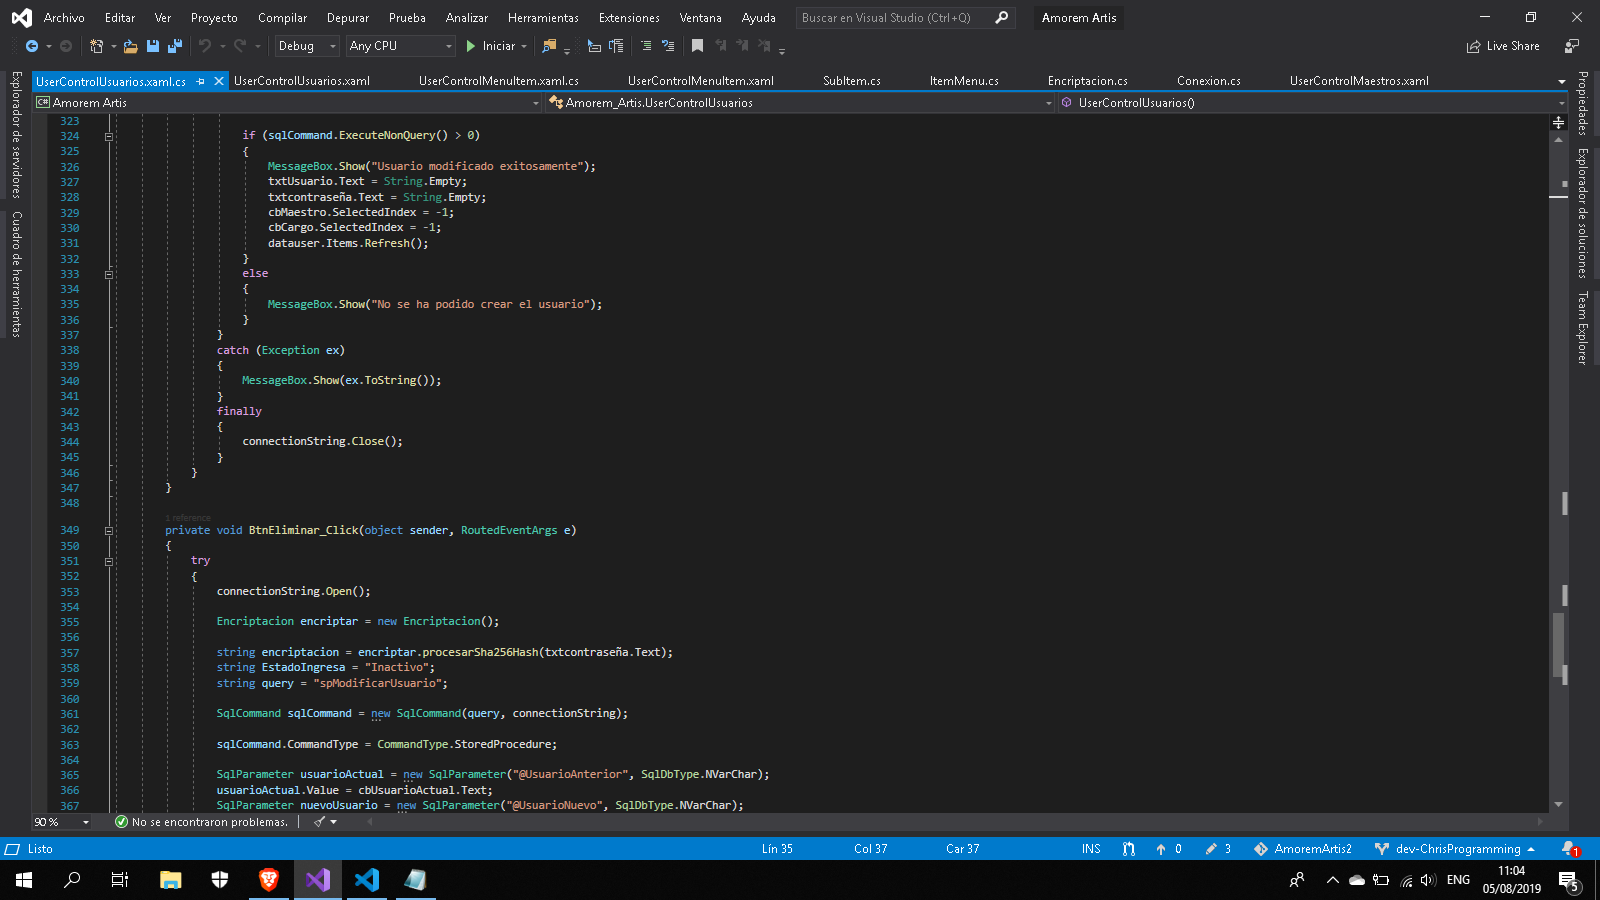 Archivo Editar Ver Proyecto Compilar Depurar Prueba Analizar Herramientas Extensiones Ventana Ayuda Buscar en Visual Studio (Ctrl+Q) Amorem Artis
Debug Any CPU Iniciar Live Share
UserControlUsuarios.xaml.cs UserControlUsuarios.xaml UserControlMenuItem.xaml.cs UserControlMenuItem.xaml SubItem.cs ItemMenu.cs Encriptacion.cs Conexion.cs UserControlMaestros.xaml
C# Amorem Artis Amorem_Artis.UserControlUsuarios UserControlUsuarios()
Explorador de servidores
Cuadro de herramientas
Propiedades
Explorador de soluciones
Team Explorer
323
324 if (sqlCommand.ExecuteNonQuery() > 0)
325 {
326 MessageBox.Show("Usuario modificado exitosamente");
327 txtUsuario.Text = String.Empty;
328 txtcontraseña.Text = String.Empty;
329 cbMaestro.SelectedIndex = -1;
330 cbCargo.SelectedIndex = -1;
331 datauser.Items.Refresh();
332 }
333 else
334 {
335 MessageBox.Show("No se ha podido crear el usuario");
336 }
337 }
338 catch (Exception ex)
339 {
340 MessageBox.Show(ex.ToString());
341 }
342 finally
343 {
344 connectionString.Close();
345 }
346 }
347 }
348
1 reference
349 private void BtnEliminar_Click(object sender, RoutedEventArgs e)
350 {
351 try
352 {
353 connectionString.Open();
354
355 Encriptacion encriptar = new Encriptacion();
356
357 string encriptacion = encriptar.procesarSha256Hash(txtcontraseña.Text);
358 string EstadoIngresa = "Inactivo";
359 string query = "spModificarUsuario";
360
361 SqlCommand sqlCommand = new SqlCommand(query, connectionString);
362
363 sqlCommand.CommandType = CommandType.StoredProcedure;
364
365 SqlParameter usuarioActual = new SqlParameter("@UsuarioAnterior", SqlDbType.NVarChar);
366 usuarioActual.Value = cbUsuarioActual.Text;
367 SqlParameter nuevoUsuario = new SqlParameter("@UsuarioNuevo", SqlDbType.NVarChar);
90 % No se encontraron problemas.
Listo Lín 35 Col 37 Car 37 INS 0 3 AmoremArtis2 dev-ChrisProgramming 1
ENG 11:04
05/08/2019 5